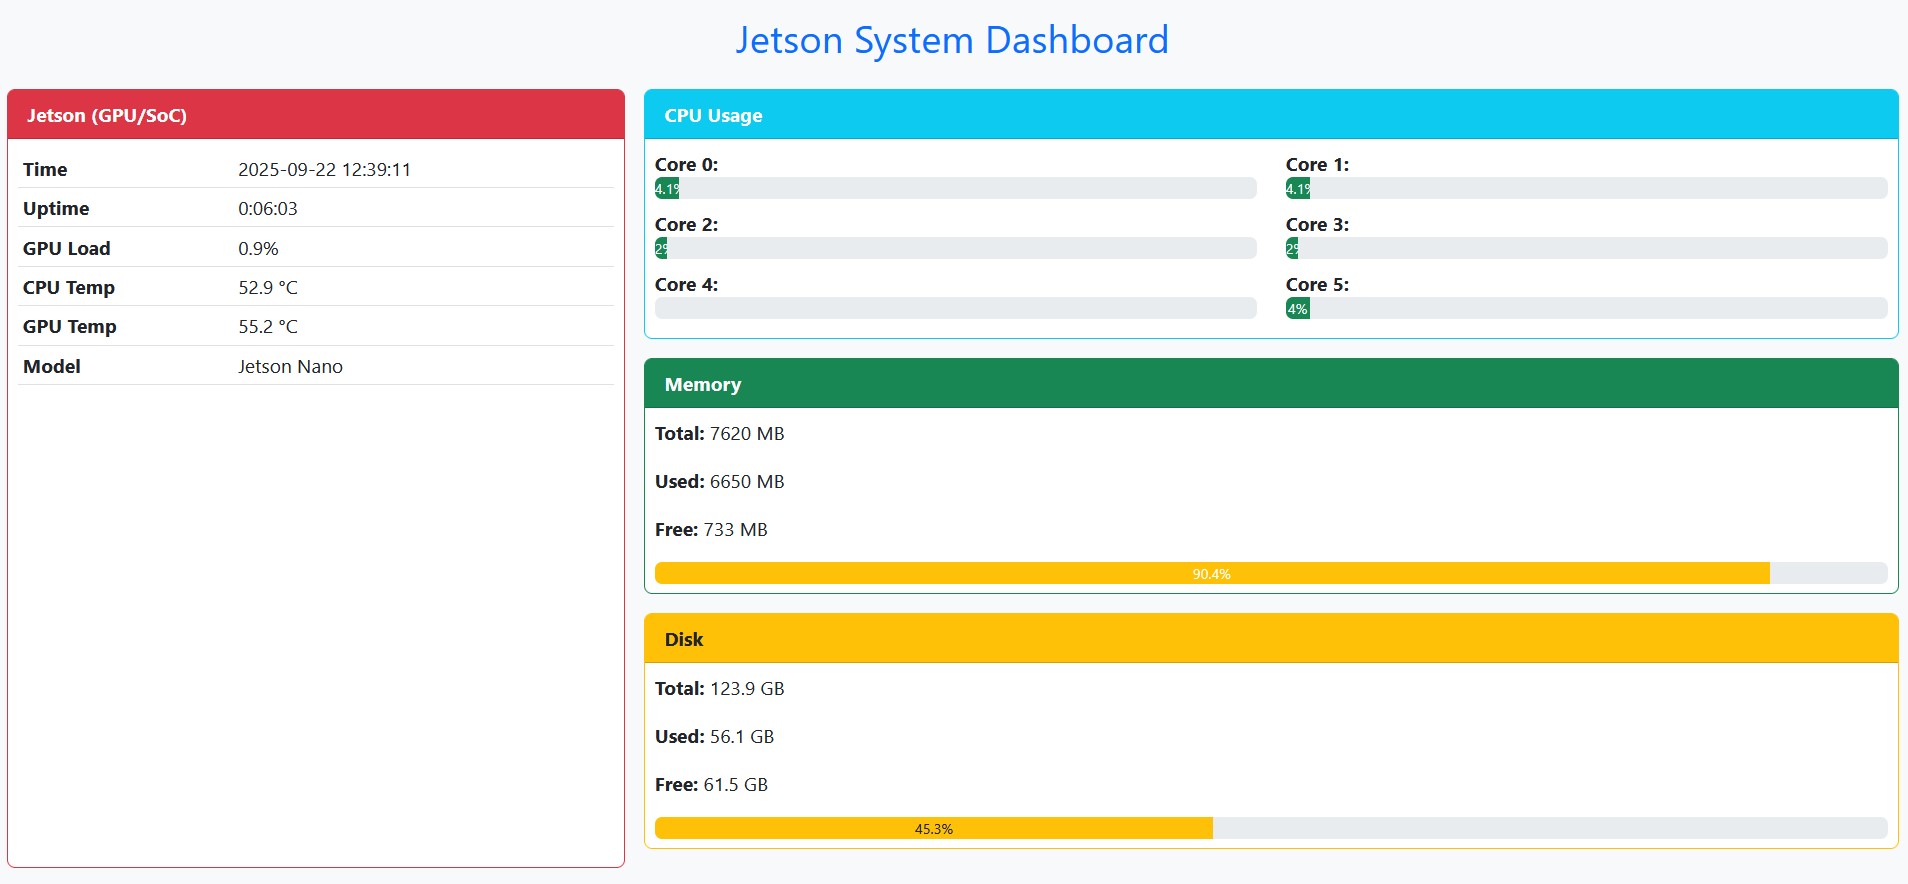 Jetson System Dashboard
Jetson (GPU/SoC)
Time 2025-09-22 12:39:11
Uptime 0:06:03
GPU Load 0.9%
CPU Temp 52.9 °C
GPU Temp 55.2 °C
Model Jetson Nano
CPU Usage
Core 0:
4.1%
Core 1:
4.1%
Core 2:
2%
Core 3:
2%
Core 4:
Core 5:
4%
Memory
Total: 7620 MB
Used: 6650 MB
Free: 733 MB
90.4%
Disk
Total: 123.9 GB
Used: 56.1 GB
Free: 61.5 GB
45.3%